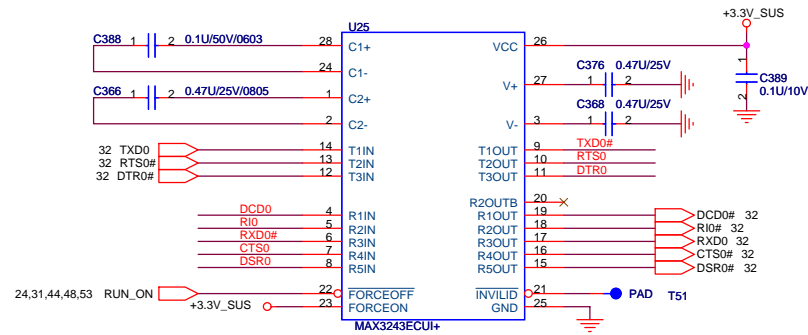 U25
+3.3V_SUS
C388 1 2 0.1U/50V/0603 28 C1+ VCC 26
24 C1-
C366 1 2 0.47U/25V/0805 1 C2+
2 C2-
27 V+ C376 0.47U/25V 1 2
3 V- C368 0.47U/25V 1 2
1 C389 2 0.1U/10V
32 TXD0 14 T1IN T1OUT 9 TXD0#
32 RTS0# 13 T2IN T2OUT 10 RTS0
32 DTR0# 12 T3IN T3OUT 11 DTR0
R2OUTB 20
DCD0 4 R1IN R1OUT 19 DCD0# 32
RI0 5 R2IN R2OUT 18 RI0# 32
RXD0# 6 R3IN R3OUT 17 RXD0 32
CTS0 7 R4IN R4OUT 16 CTS0# 32
DSR0 8 R5IN R5OUT 15 DSR0# 32
24,31,44,48,53 RUN_ON 22 FORCEOFF INVILID 21 PAD T51
+3.3V_SUS 23 FORCEON GND 25
MAX3243ECUI+